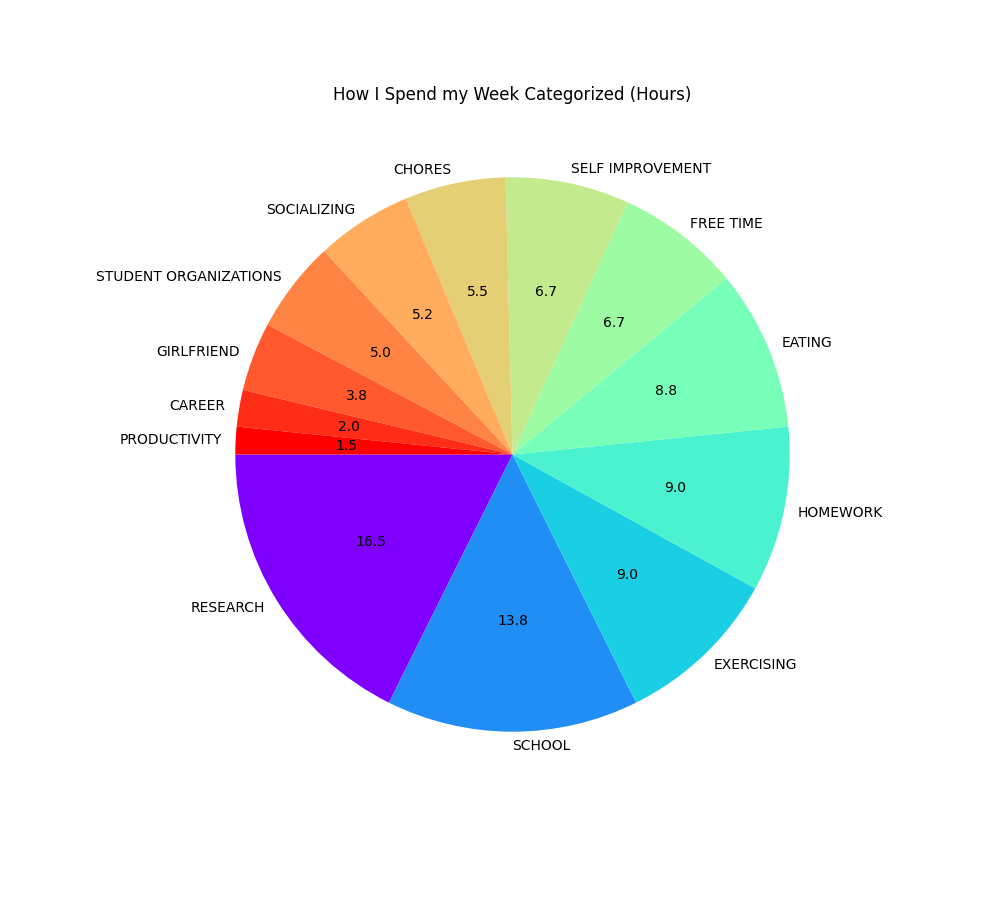 How I Spend my Week Categorized (Hours)
CHORES
SELF IMPROVEMENT
SOCIALIZING
FREE TIME
STUDENT ORGANIZATIONS
5.5
6.7
5.2
6.7
EATING
GIRLFRIEND
5.0
8.8
3.8
CAREER
2.0
PRODUCTIVITY
1.5
9.0
HOMEWORK
16.5
9.0
RESEARCH
13.8
EXERCISING
SCHOOL